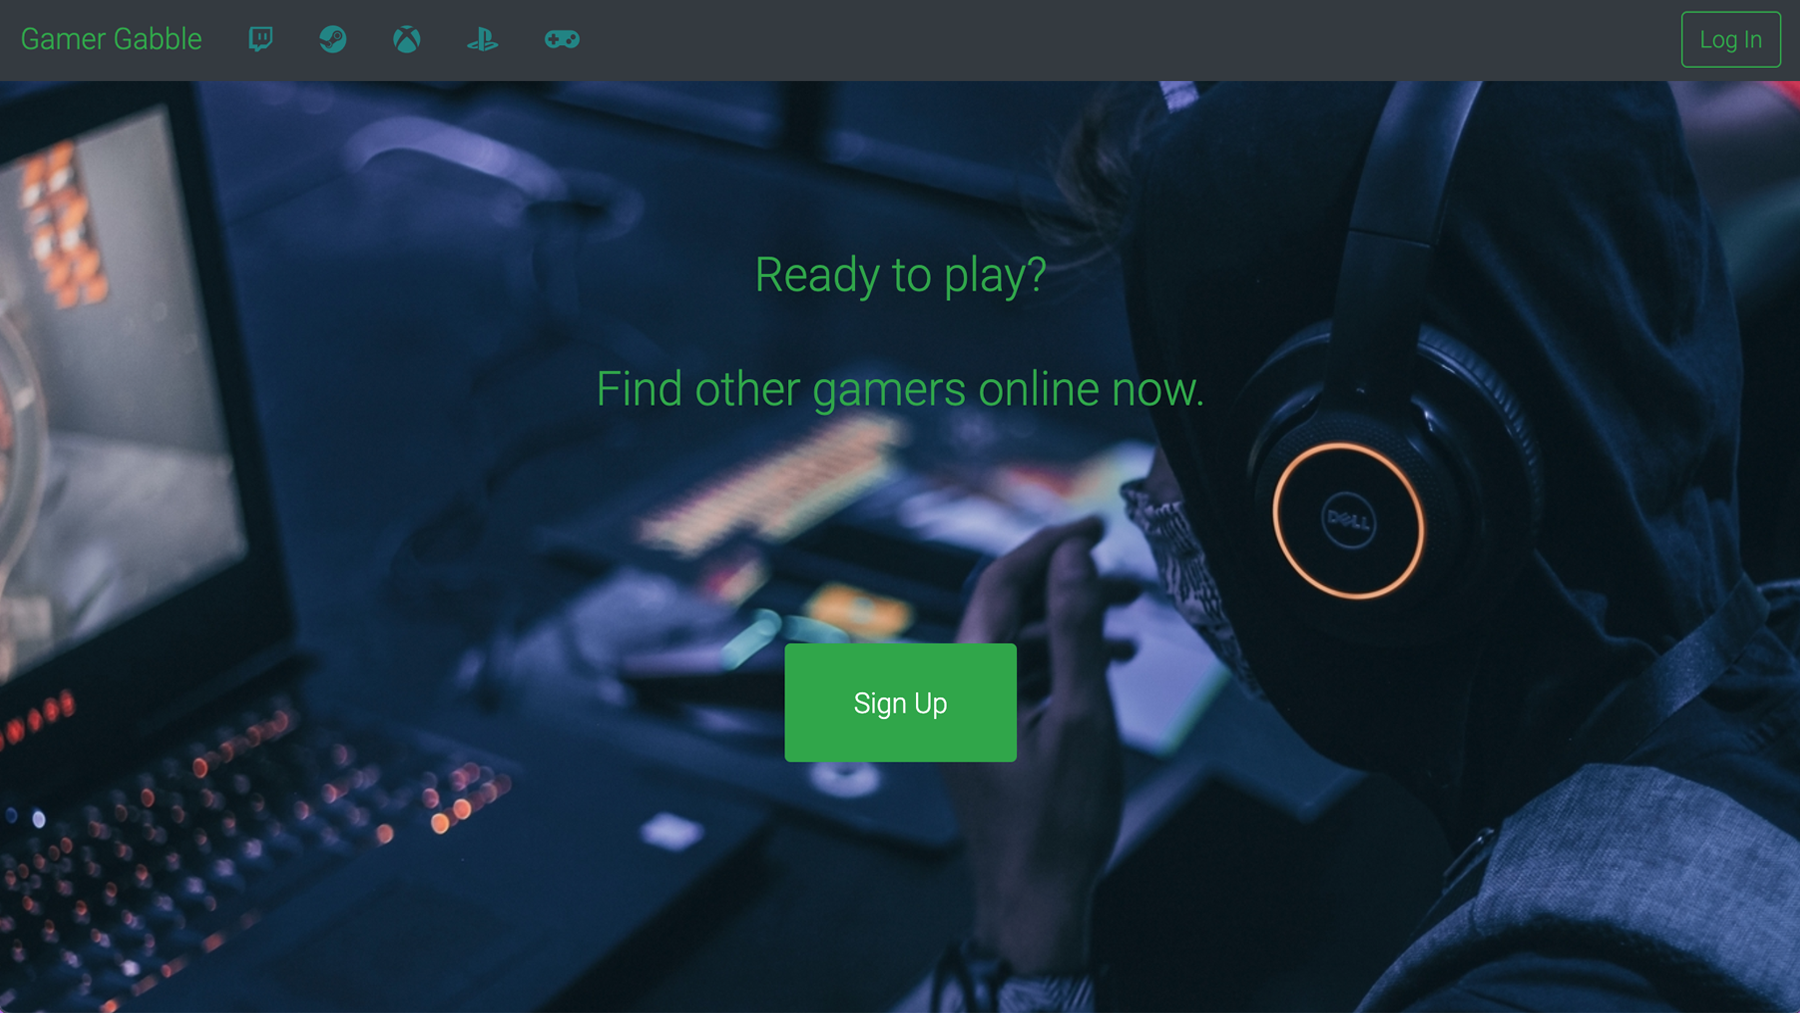 Gamer Gabble
Log In
Ready to play?
Find other gamers online now.
DELL
Sign Up